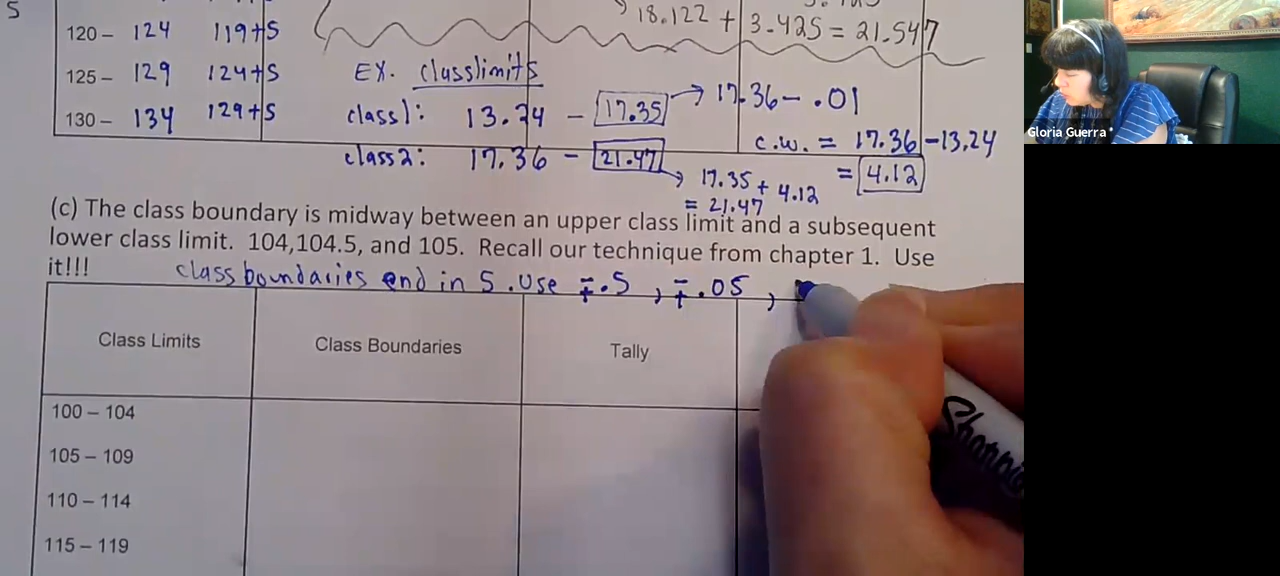 5
18.122 + 3.425 = 21.547
120 – 124 119+5
125 – 129 124+5
130 – 134 129+5
EX. classlimits
class1: 13.24 – 17.35 → 17.36 – .01
c.w. = 17.36 – 13.24
= 4.12
class2: 17.36 – 21.47
→ 17.35 + 4.12
= 21.47
(c) The class boundary is midway between an upper class limit and a subsequent
lower class limit. 104,104.5, and 105. Recall our technique from chapter 1. Use
it!!! class boundaries end in 5. Use ∓.5, ∓.05,
Class Limits Class Boundaries Tally
100 – 104
105 – 109
110 – 114
115 – 119
Sharpie
Gloria Guerra